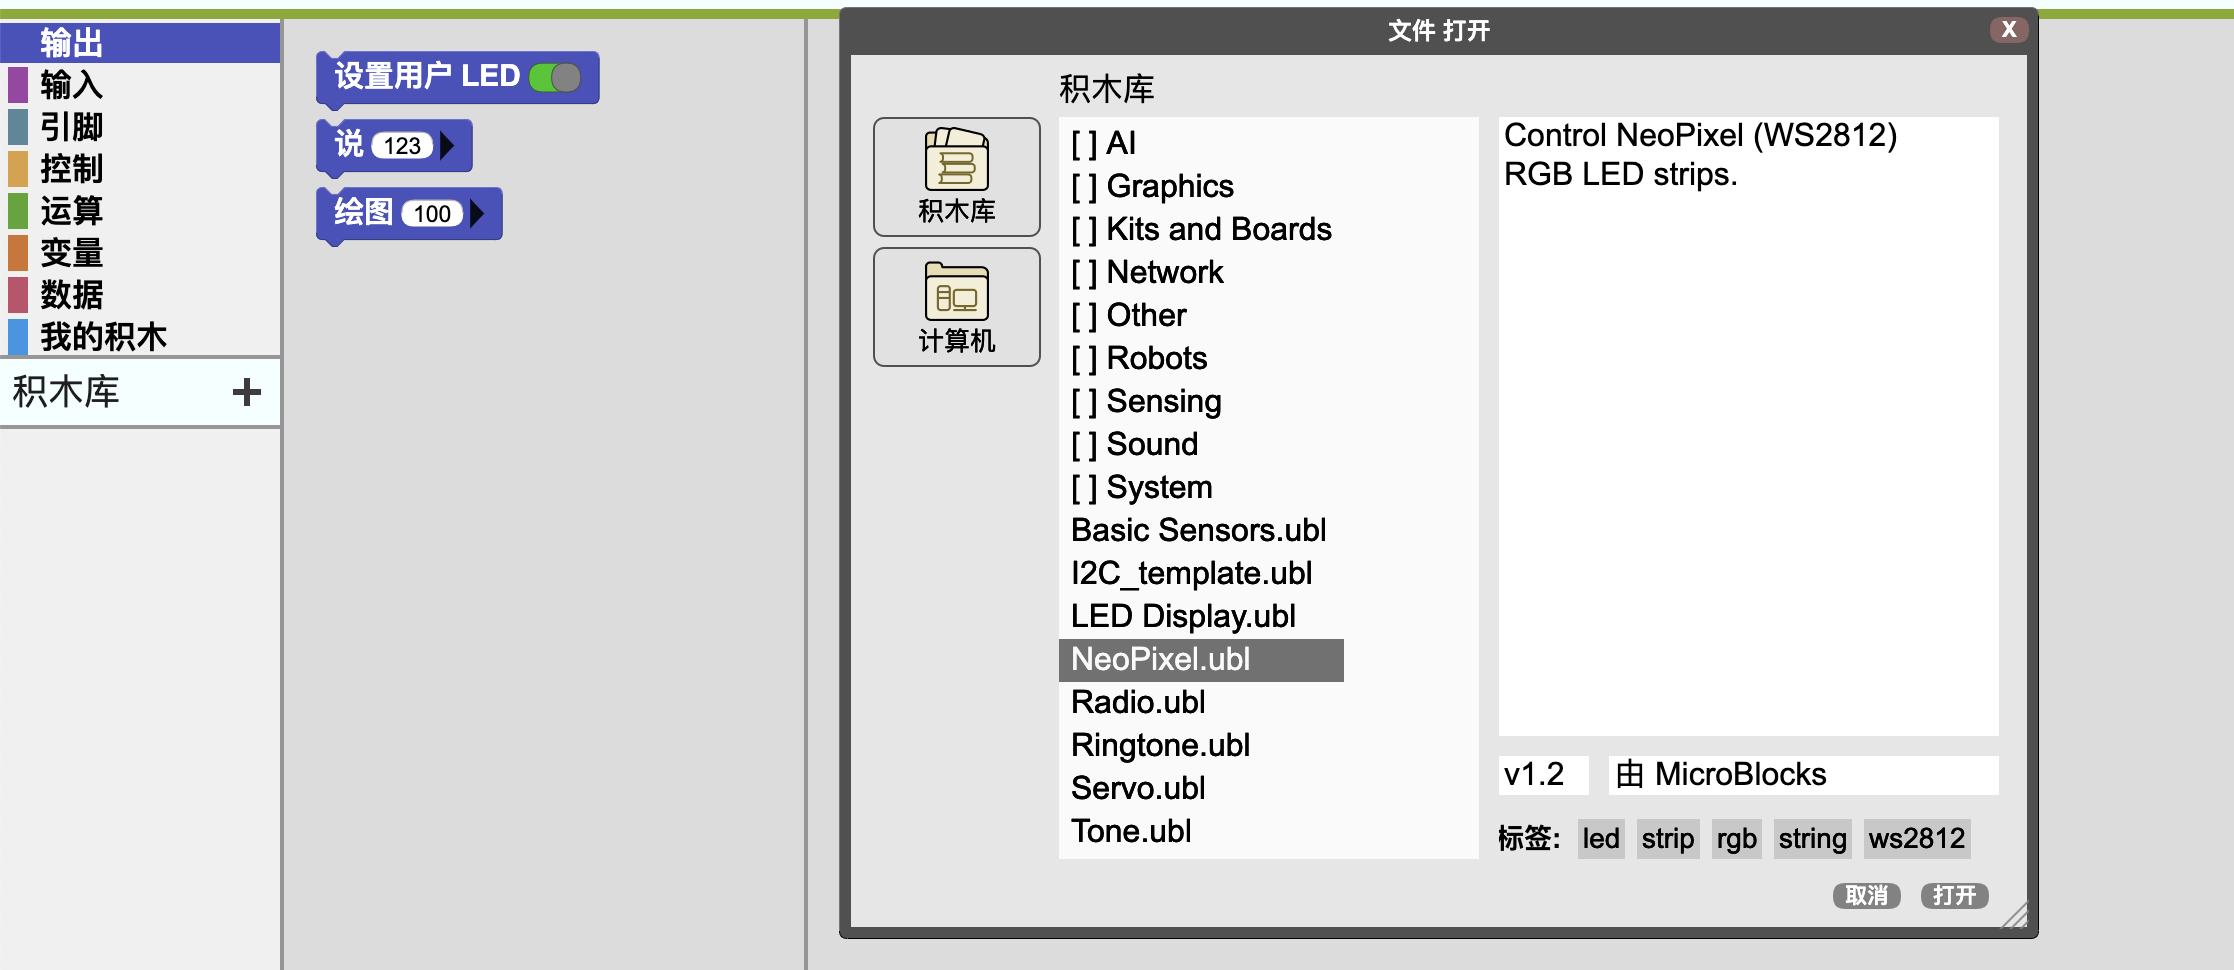 输出
输入
引脚
控制
运算
变量
数据
我的积木
积木库 +
设置用户 LED
说 123
绘图 100
文件 打开
X
积木库
计算机
积木库
[ ] AI
[ ] Graphics
[ ] Kits and Boards
[ ] Network
[ ] Other
[ ] Robots
[ ] Sensing
[ ] Sound
[ ] System
Basic Sensors.ubl
I2C_template.ubl
LED Display.ubl
NeoPixel.ubl
Radio.ubl
Ringtone.ubl
Servo.ubl
Tone.ubl
Control NeoPixel (WS2812)
RGB LED strips.
v1.2
由 MicroBlocks
标签: led strip rgb string ws2812
取消 打开